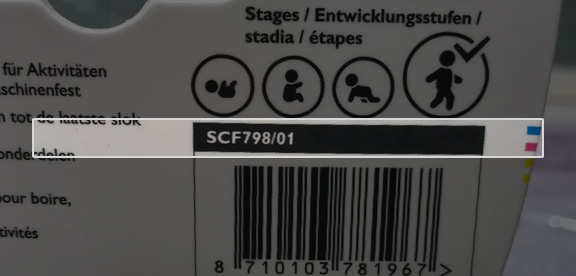 Stages / Entwicklungsstufen /
stadia / étapes
für Aktivitäten
schinenfest
n tot de laatste slok
SCF798/01
onderdelen
our boire,
tivités
8 710103 781967 >